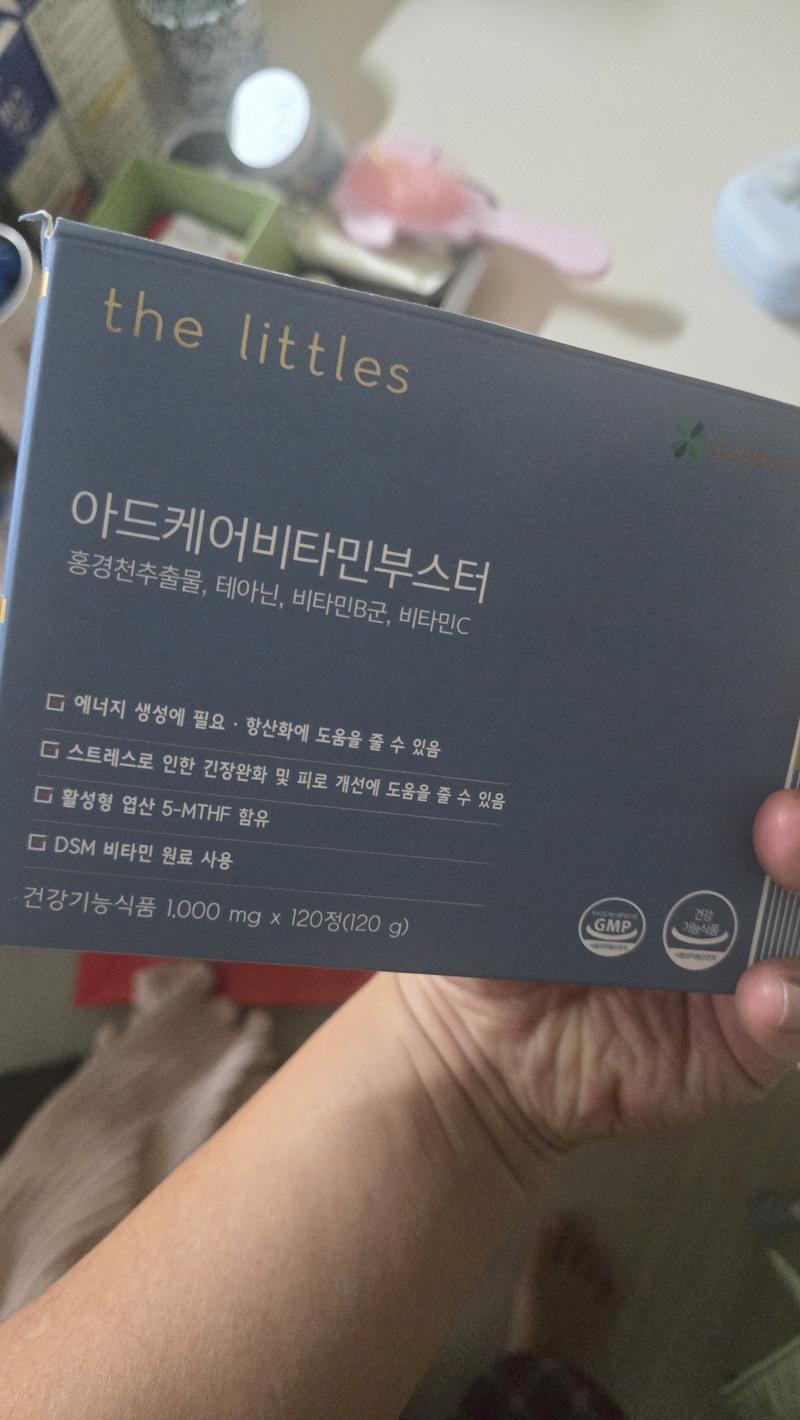 the littles
아드케어비타민부스터
홍경천추출물, 테아닌, 비타민B군, 비타민C
에너지 생성에 필요 · 항산화에 도움을 줄 수 있음
스트레스로 인한 긴장완화 및 피로 개선에 도움을 줄 수 있음
활성형 엽산 5-MTHF 함유
DSM 비타민 원료 사용
건강기능식품 1,000 mg x 120정(120 g)
GMP
건강
기능식품